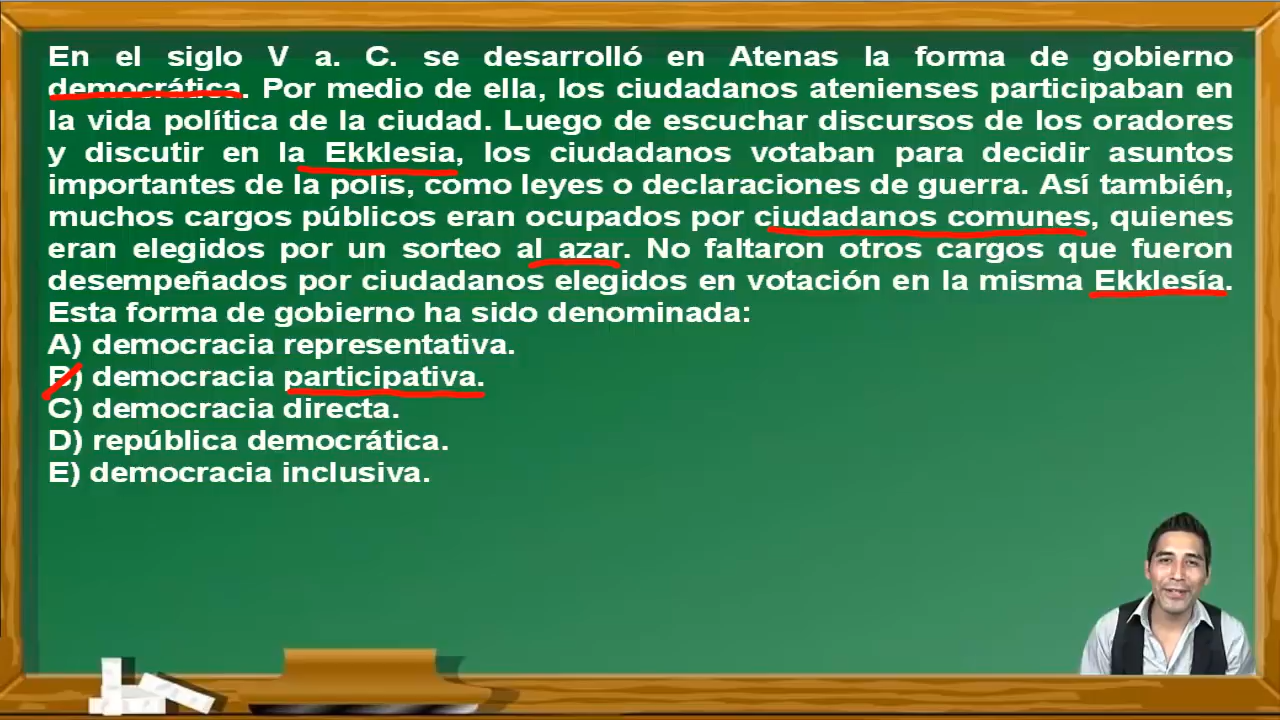 En el siglo V a. C. se desarrolló en Atenas la forma de gobierno
democrática. Por medio de ella, los ciudadanos atenienses participaban en
la vida política de la ciudad. Luego de escuchar discursos de los oradores
y discutir en la Ekklesia, los ciudadanos votaban para decidir asuntos
importantes de la polis, como leyes o declaraciones de guerra. Así también,
muchos cargos públicos eran ocupados por ciudadanos comunes, quienes
eran elegidos por un sorteo al azar. No faltaron otros cargos que fueron
desempeñados por ciudadanos elegidos en votación en la misma Ekklesía.
Esta forma de gobierno ha sido denominada:
A) democracia representativa.
B) democracia participativa.
C) democracia directa.
D) república democrática.
E) democracia inclusiva.